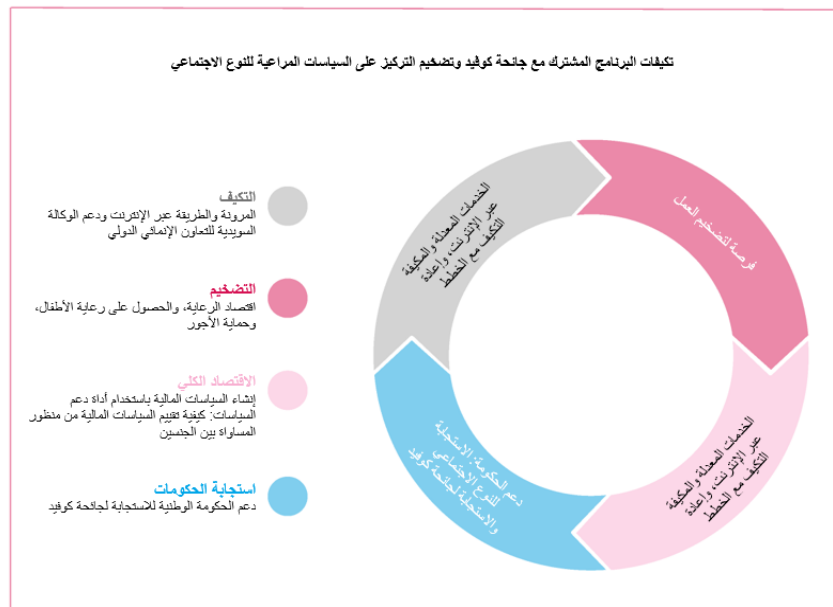 تكيفات البرنامج المشترك مع جائحة كوفيد وتضخيم التركيز على السياسات المراعية للنوع الاجتماعي
التكيف
المرونة والطريقة عبر الإنترنت ودعم الوكالة
السويدية للتعاون الإنمائي الدولي
التضخيم
اقتصاد الرعاية، والحصول على رعاية الأطفال،
وحماية الأجور
الاقتصاد الكلي
إنشاء السياسات المالية باستخدام أداة دعم
السياسات: كيفية تقييم السياسات المالية من منظور
المساواة بين الجنسين
استجابة الحكومات
دعم الحكومة الوطنية للاستجابة لجائحة كوفيد
الخدمات المعدلة والمكيفة
عبر الإنترنت، وإعادة
التكيف مع الخطط
فرصة لتضخيم العمل
الخدمات المعدلة والمكيفة
عبر الإنترنت، وإعادة
التكيف مع الخطط
دعم الحكومة: الاستجابة
للنوع الاجتماعي
والاستجابة لجائحة كوفيد